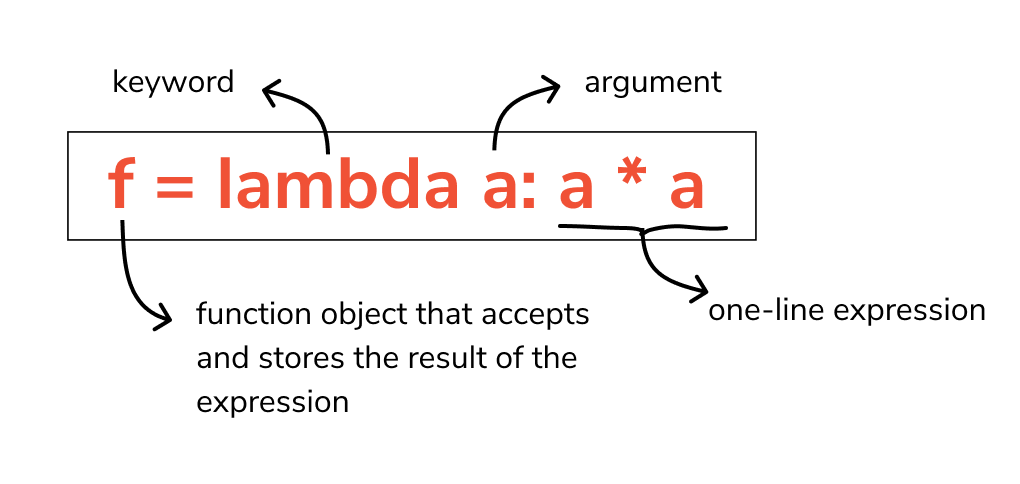 keyword
argument
f = lambda a: a * a
function object that accepts
and stores the result of the
expression
one-line expression